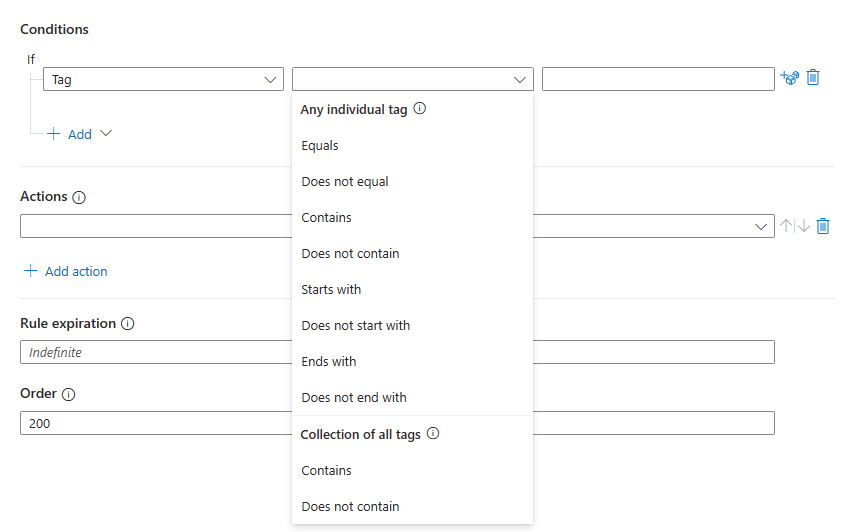 Conditions
If
Tag
Add
Any individual tag
Equals
Does not equal
Contains
Does not contain
Starts with
Does not start with
Ends with
Does not end with
Collection of all tags
Contains
Does not contain
Actions
Add action
Rule expiration
Indefinite
Order
200